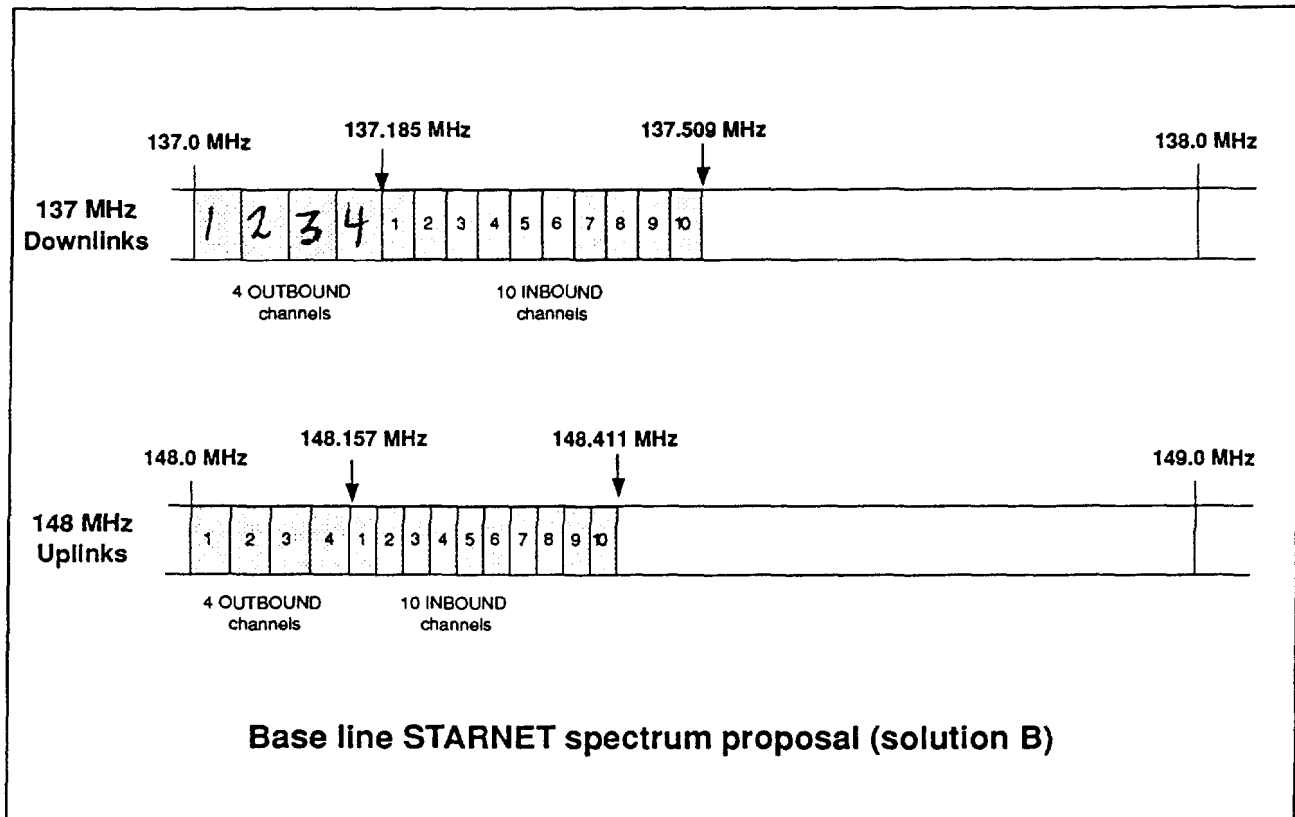 137.0 MHz 137.185 MHz 137.509 MHz 138.0 MHz
137 MHz
Downlinks
1 2 3 4 1 2 3 4 5 6 7 8 9 10
4 OUTBOUND
channels
10 INBOUND
channels
148.0 MHz 148.157 MHz 148.411 MHz 149.0 MHz
148 MHz
Uplinks
1 2 3 4 1 2 3 4 5 6 7 8 9 10
4 OUTBOUND
channels
10 INBOUND
channels
Base line STARNET spectrum proposal (solution B)